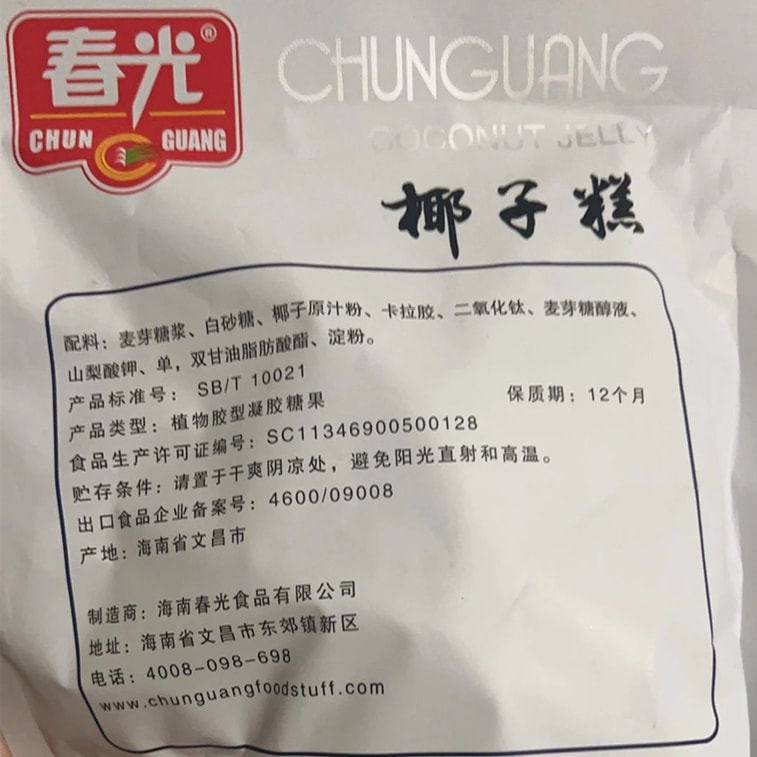 春光®
CHUN GUANG
CHUNGUANG
COCONUT JELLY
椰子糕
配料：麦芽糖浆、白砂糖、椰子原汁粉、卡拉胶、二氧化钛、麦芽糖醇液、
山梨酸钾、单，双甘油脂肪酸酯、淀粉。
产品标准号： SB/T 10021
保质期：12个月
产品类型：植物胶型凝胶糖果
食品生产许可证编号：SC11346900500128
贮存条件：请置于干爽阴凉处，避免阳光直射和高温。
出口食品企业备案号：4600/09008
产地：海南省文昌市
制造商：海南春光食品有限公司
地址：海南省文昌市东郊镇新区
电话：4008-098-698
www.chunguangfoodstuff.com